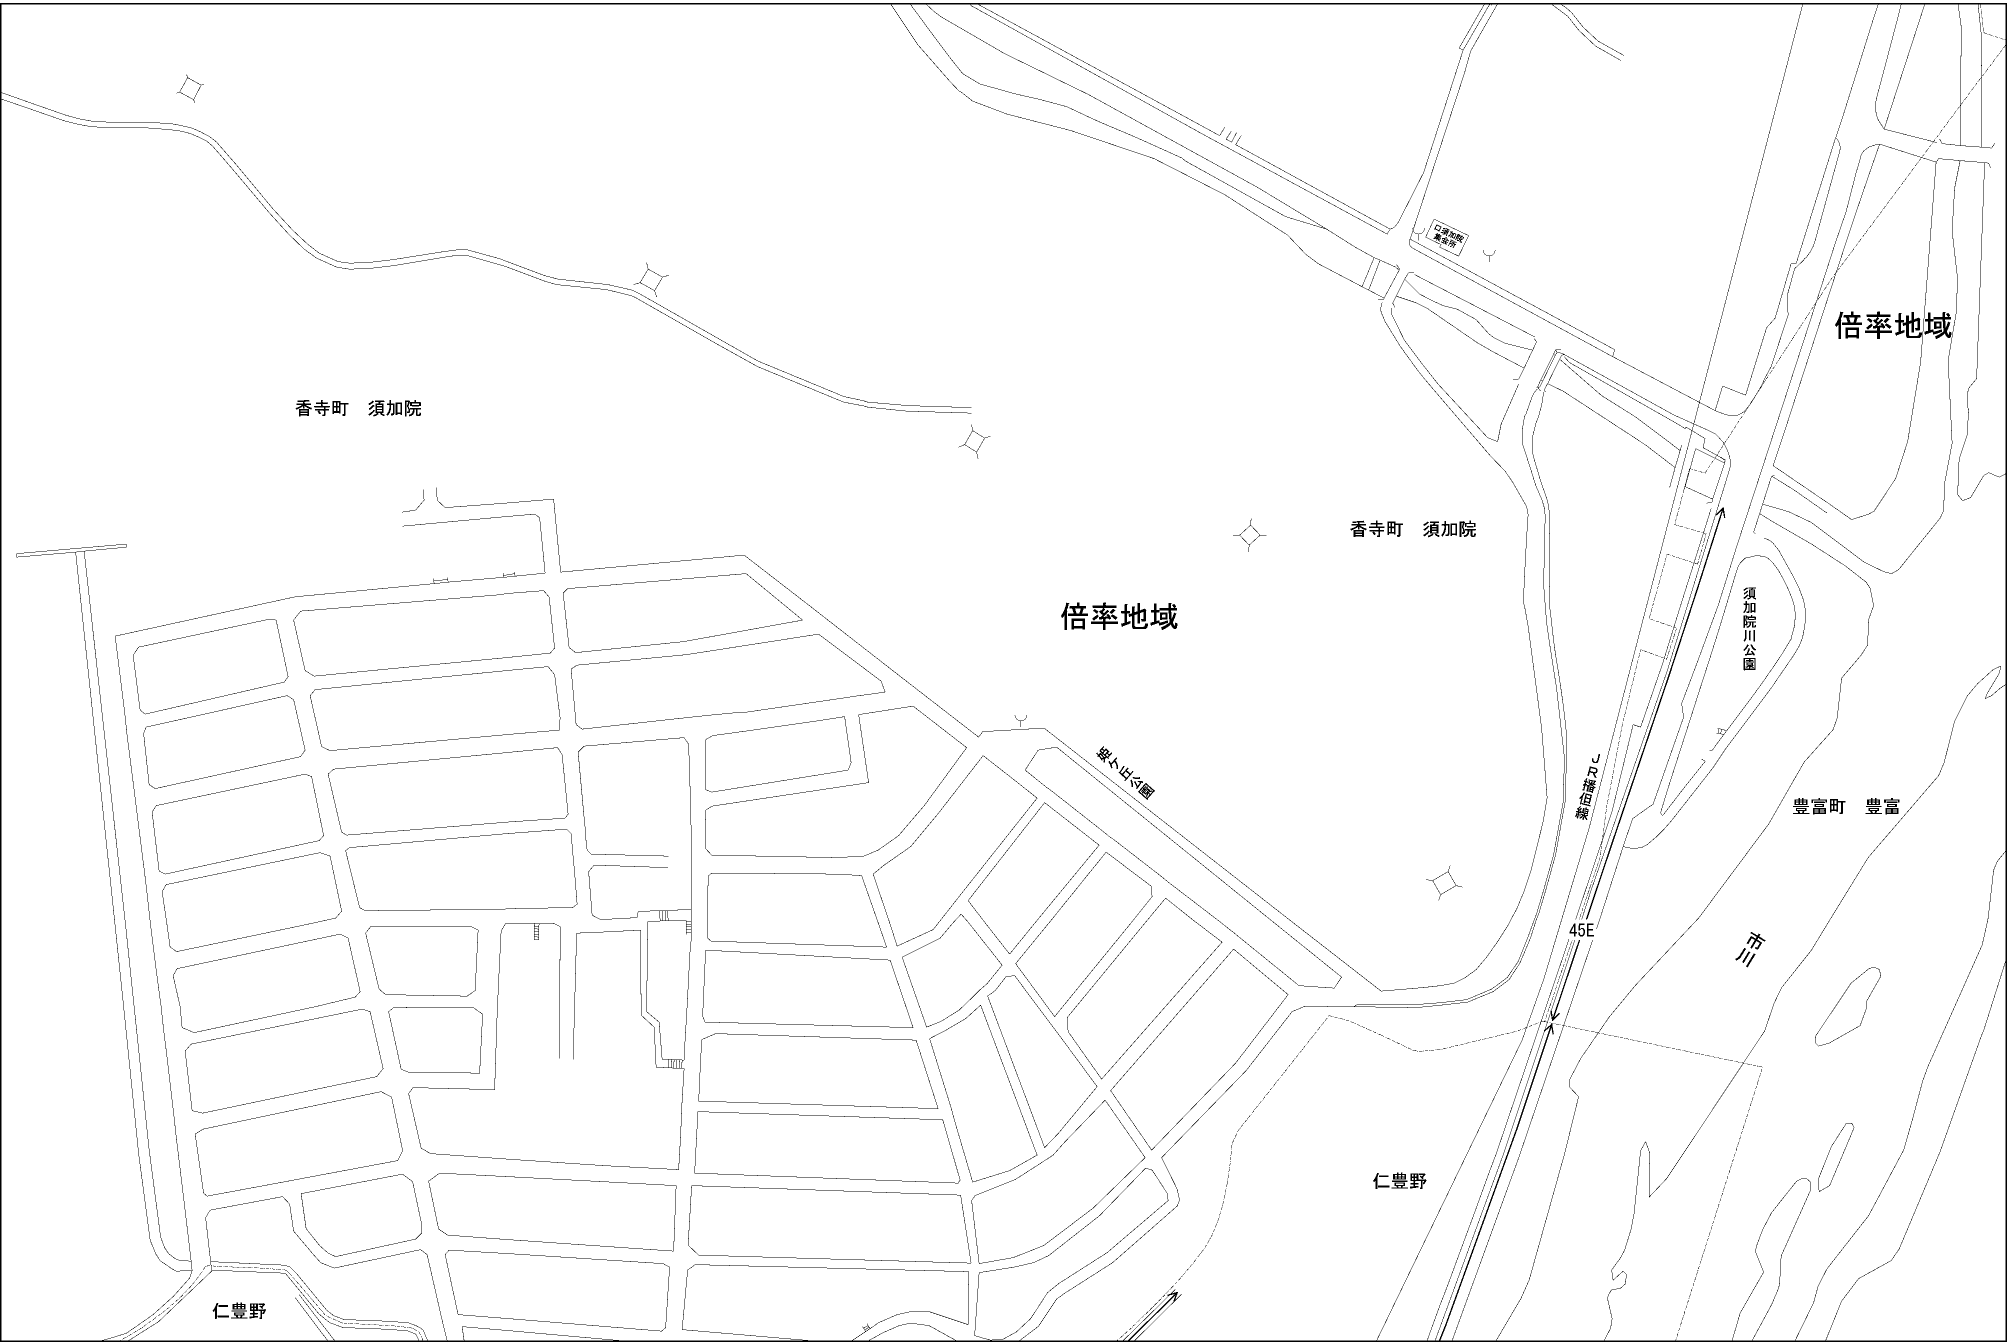 口須加院
集会所
倍率地域
香寺町　須加院
香寺町　須加院
須加院川公園
倍率地域
姫ケ丘公園
ＪＲ播但線
豊富町　豊富
45E
市川
仁豊野
仁豊野